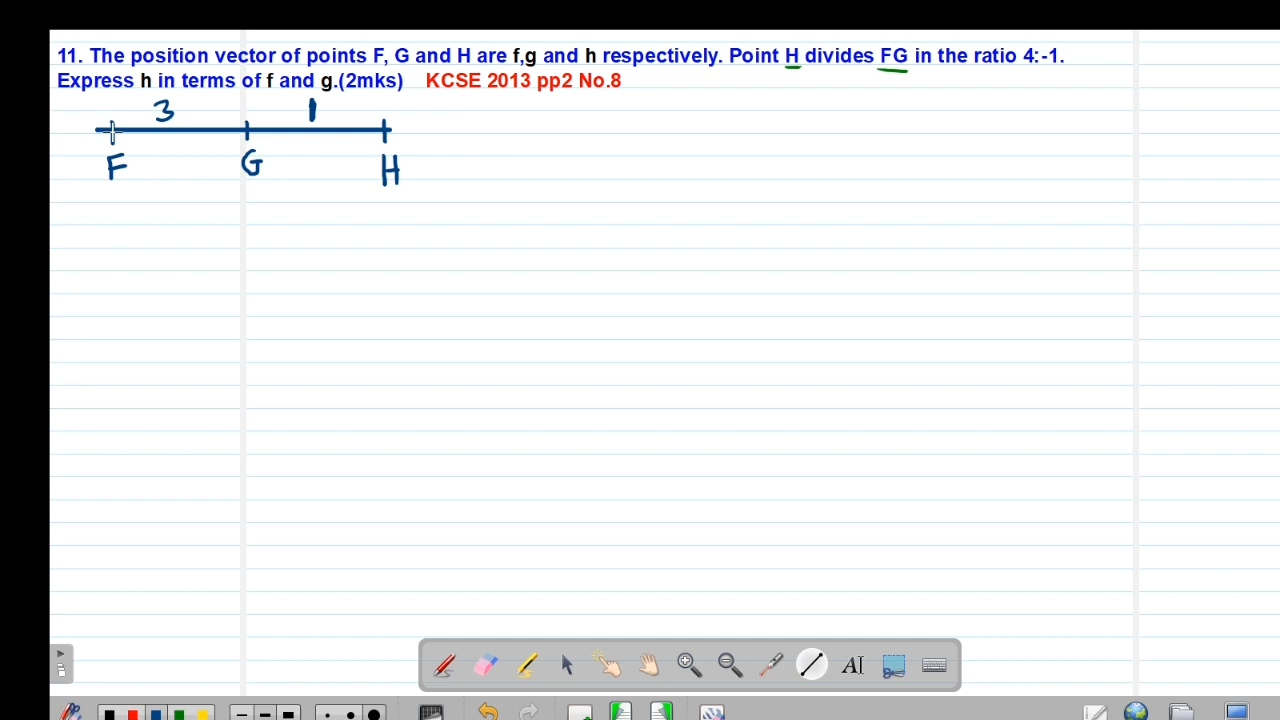 11. The position vector of points F, G and H are f,g and h respectively. Point H divides FG in the ratio 4:-1.
Express h in terms of f and g.(2mks) KCSE 2013 pp2 No.8
3 1
F G H
AI